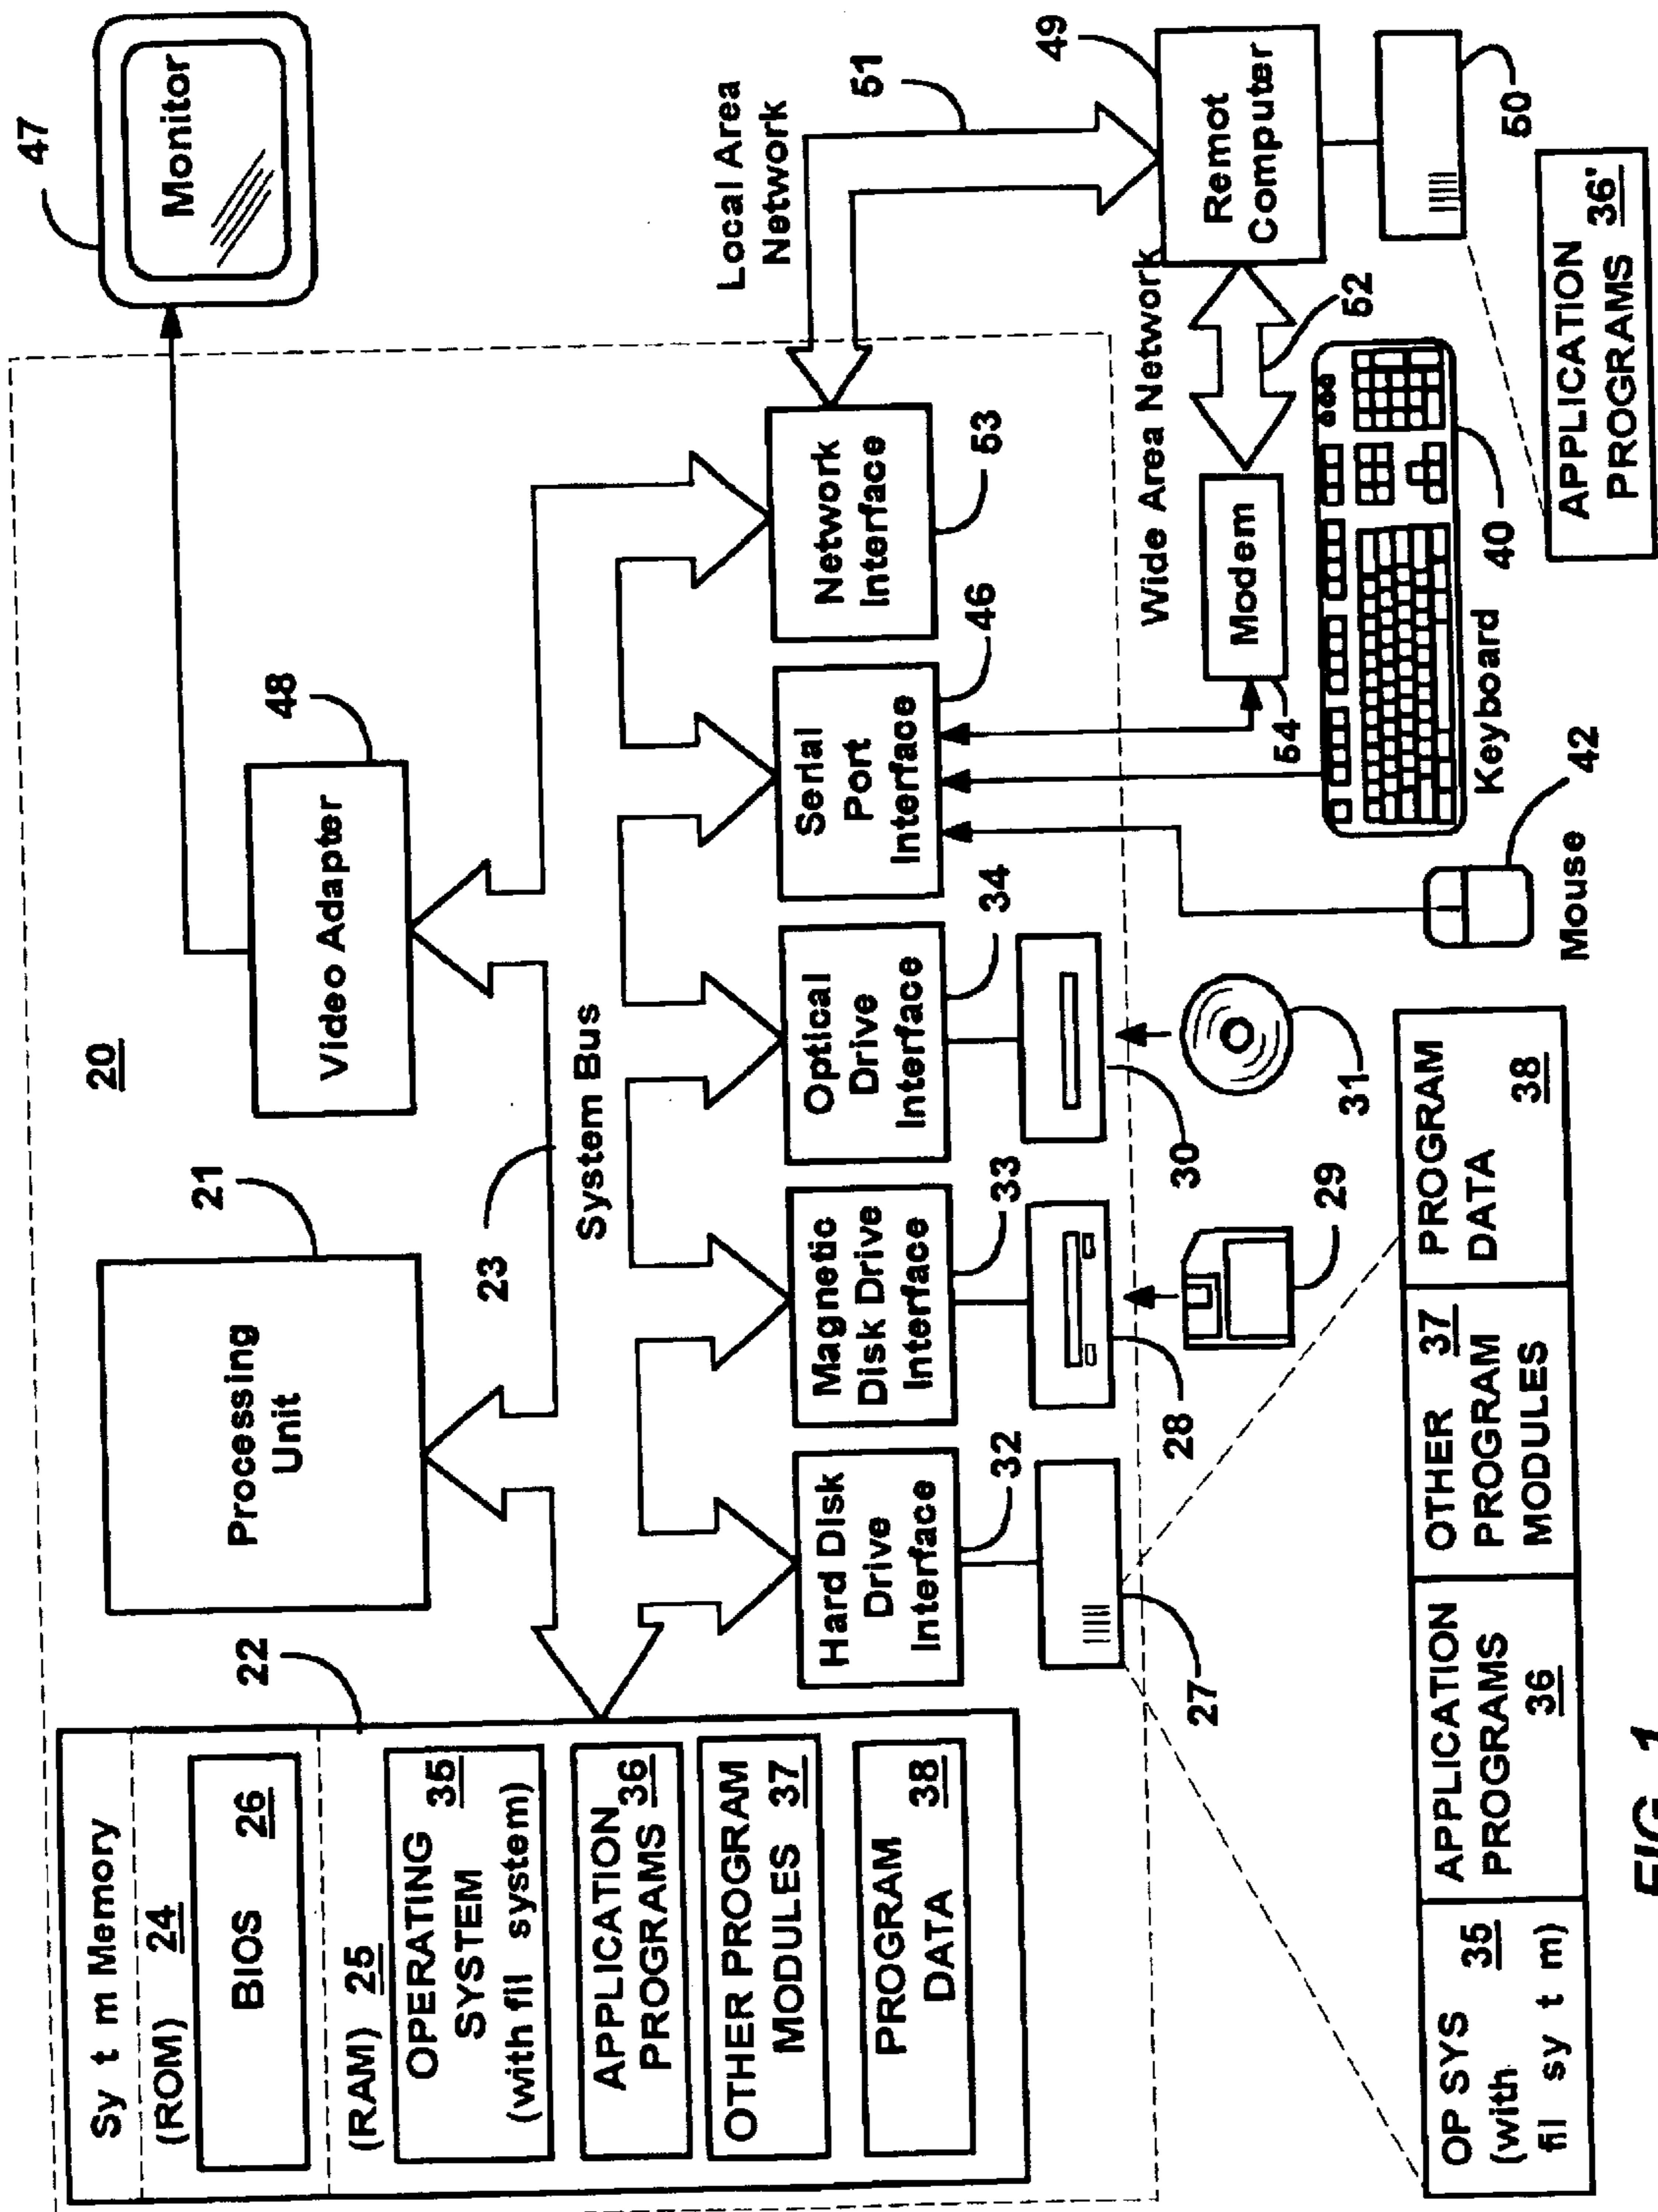 20
47
Monitor
Sy t m Memory
(ROM) 24
BIOS 26
(RAM) 25
OPERATING
SYSTEM 35
(with fil system)
APPLICATION
PROGRAMS 36
OTHER PROGRAM
MODULES 37
PROGRAM
DATA 38
22
Processing
Unit
21
Video Adapter
48
23
System Bus
Hard Disk
Drive
Interface
32
Magnetic
Disk Drive
Interface
33
Optical
Drive
Interface
34
Serial
Port
Interface
46
Network
Interface
53
Local Area
Network
51
27
28
29
30
31
Wide Area Network
52
Modem
54
Remot
Computer
49
50
Keyboard
40
Mouse
42
OP SYS 35
(with
fil sy t m)
APPLICATION
PROGRAMS
36
OTHER 37
PROGRAM
MODULES
PROGRAM
DATA
38
APPLICATION
PROGRAMS 36'
FIG. 1